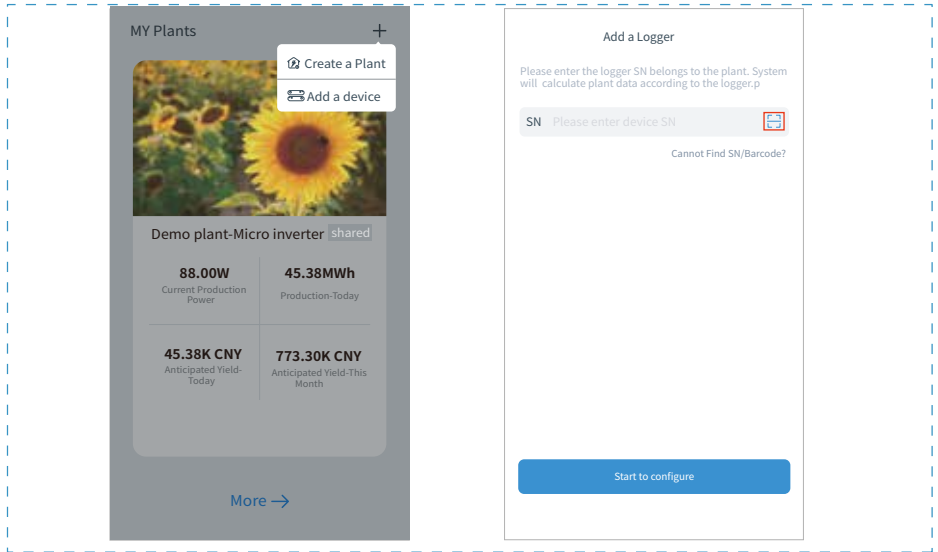 MY Plants
Create a Plant
Add a device
Demo plant-Micro inverter shared
88.00W
Current Production
Power
45.38MWh
Production-Today
45.38K CNY
Anticipated Yield-
Today
773.30K CNY
Anticipated Yield-This
Month
More
Add a Logger
Please enter the logger SN belongs to the plant. System
will calculate plant data according to the logger.p
SN Please enter device SN
Cannot Find SN/Barcode?
Start to configure